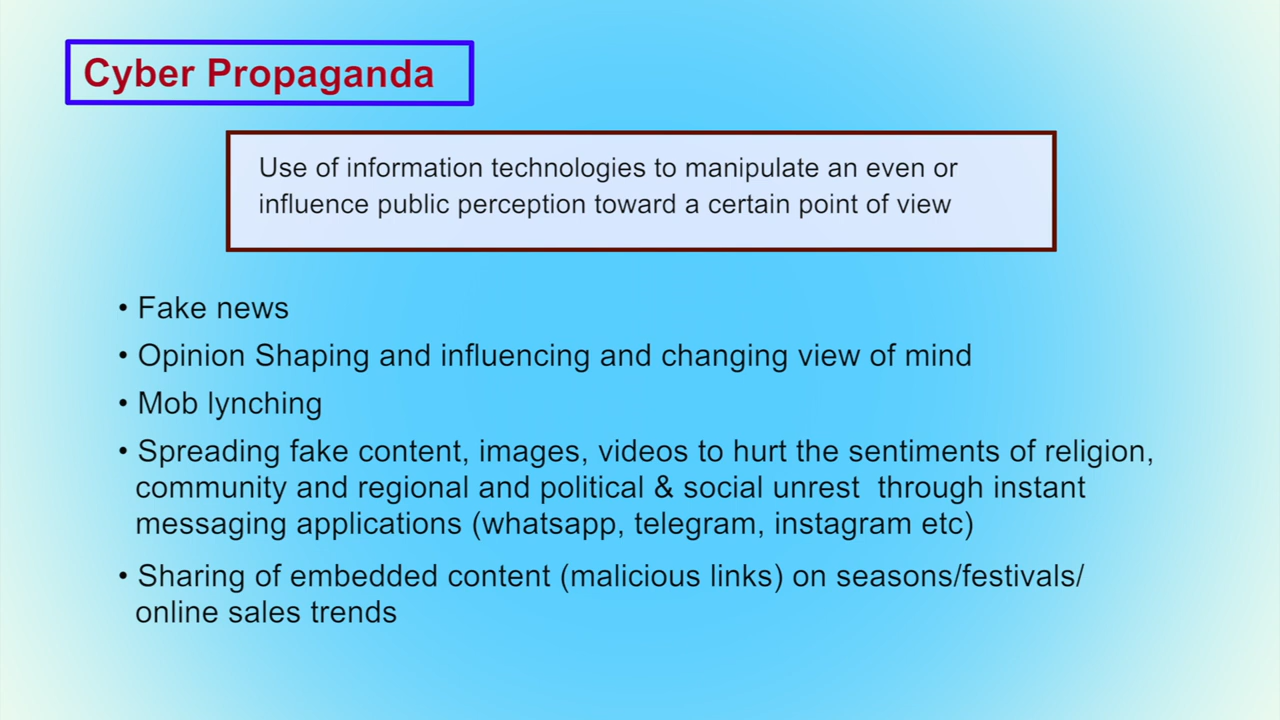 Cyber Propaganda
Use of information technologies to manipulate an even or
influence public perception toward a certain point of view
• Fake news
• Opinion Shaping and influencing and changing view of mind
• Mob lynching
• Spreading fake content, images, videos to hurt the sentiments of religion,
community and regional and political & social unrest  through instant
messaging applications (whatsapp, telegram, instagram etc)
• Sharing of embedded content (malicious links) on seasons/festivals/
online sales trends